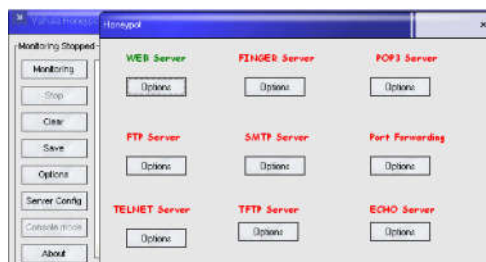 Honeypot
Monitoring Stopped
Monitoring
Stop
Clear
Save
Options
Server Config
Console mode
About
WEB Server
FINGER Server
POP3 Server
Options
Options
Options
FTP Server
SMTP Server
Port Forwarding
Options
Options
Options
TELNET Server
TFTP Server
ECHO Server
Options
Options
Options